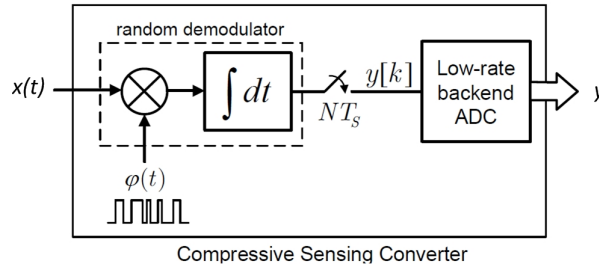 random demodulator
x(t)
∫ dt
φ(t)
NT_S
y[k]
Low-rate
backend
ADC
y
Compressive Sensing Converter